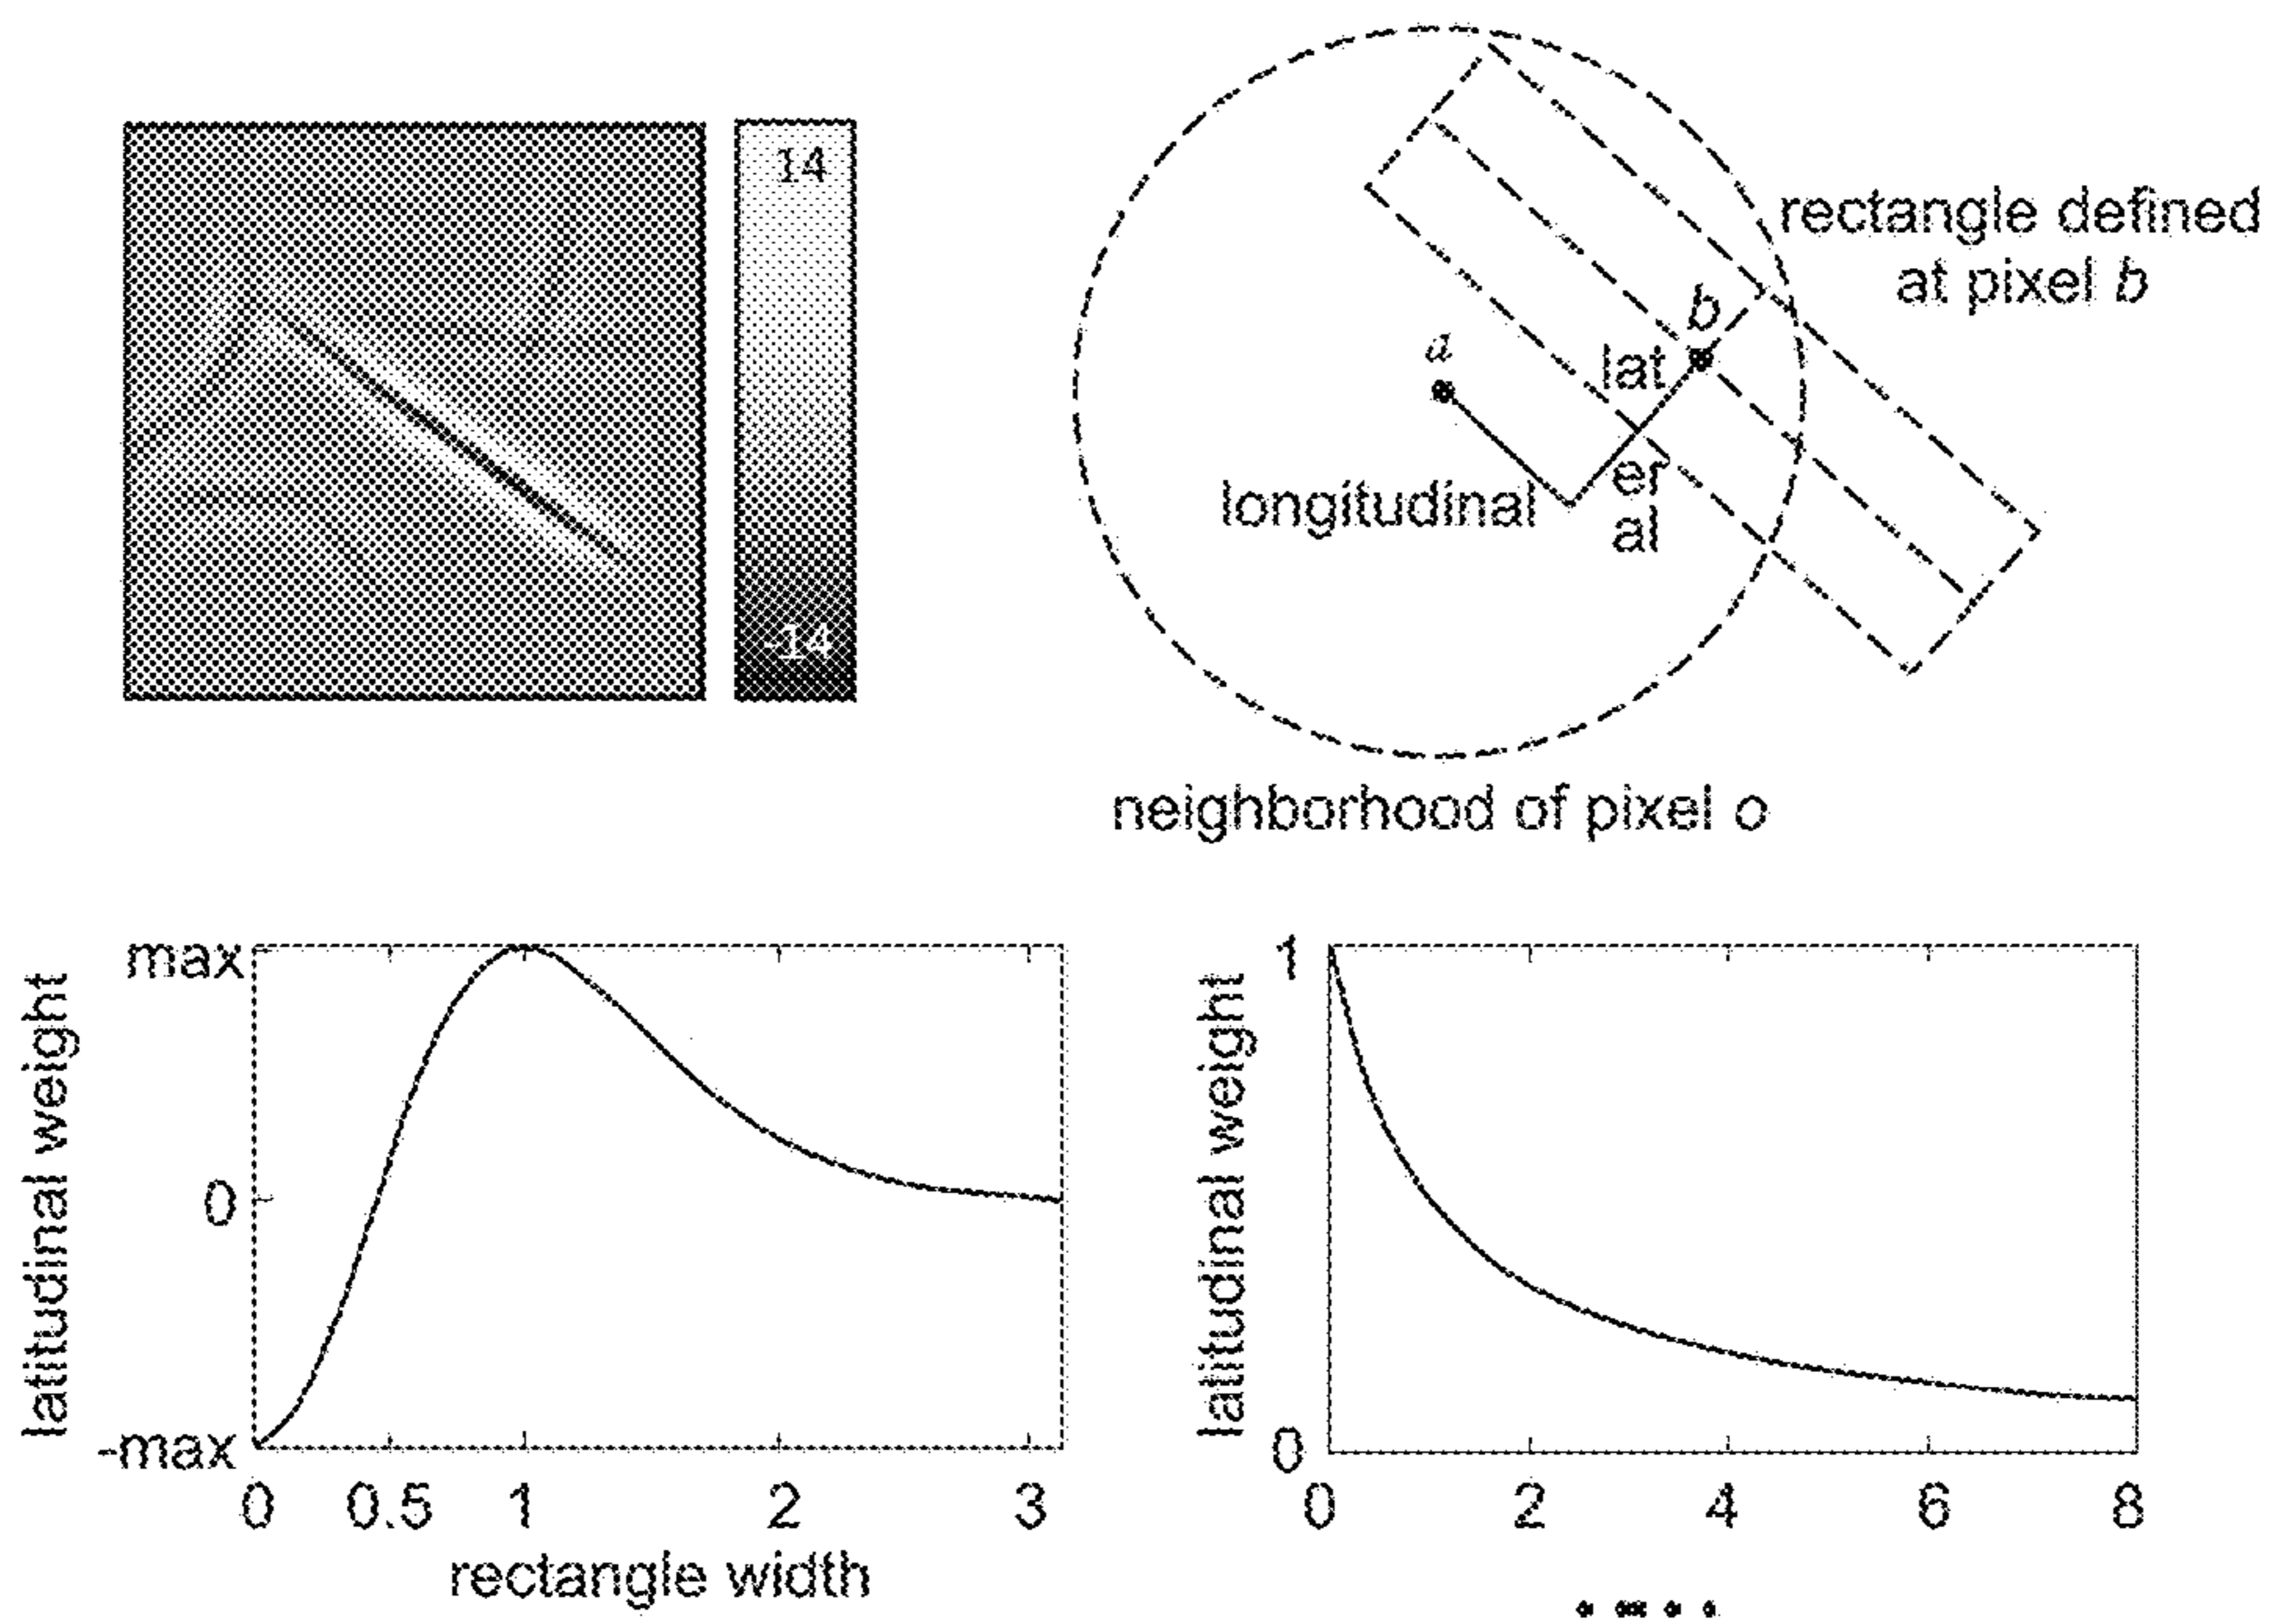 14
-14
rectangle defined
at pixel b
b
a
lat
er
al
longitudinal
neighborhood of pixel o
latitudinal weight
max
0
-max
0 0.5 1 2 3
rectangle width
latitudinal weight
1
0
0 2 4 6 8